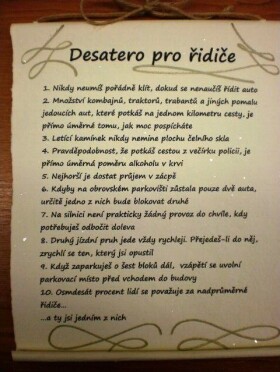 Desatero pro řidiče
1. Nikdy neumíš pořádně klít, dokud se nenaučíš řídit auto
2. Množství kombajnů, traktorů, trabantů a jiných pomalu
jedoucích aut, které potkáš na jednom kilometru cesty, je
přímo úměrné tomu, jak moc pospícháte
3. Letící kamínek nikdy nemine plochu čelního skla
4. Pravděpodobnost, že potkáš cestou z večírku policii, je
přímo úměrná poměru alkoholu v krvi
5. Nejhorší je dostat průjem v zácpě
6. Kdyby na obrovském parkovišti zůstala pouze dvě auta,
určitě jedno z nich bude blokovat druhé
7. Na silnici není prakticky žádný provoz do chvíle, kdy
potřebuješ odbočit doleva
8. Druhý jízdní pruh jede vždy rychleji. Přejedeš-li do něj,
zrychlí se ten, který jsi opustil
9. Když zaparkuješ o šest bloků dál, vzápětí se uvolní
parkovací místo před vchodem do budovy
10. Osmdesát procent lidí se považuje za nadprůměrné
řidiče...
...a ty jsi jedním z nich